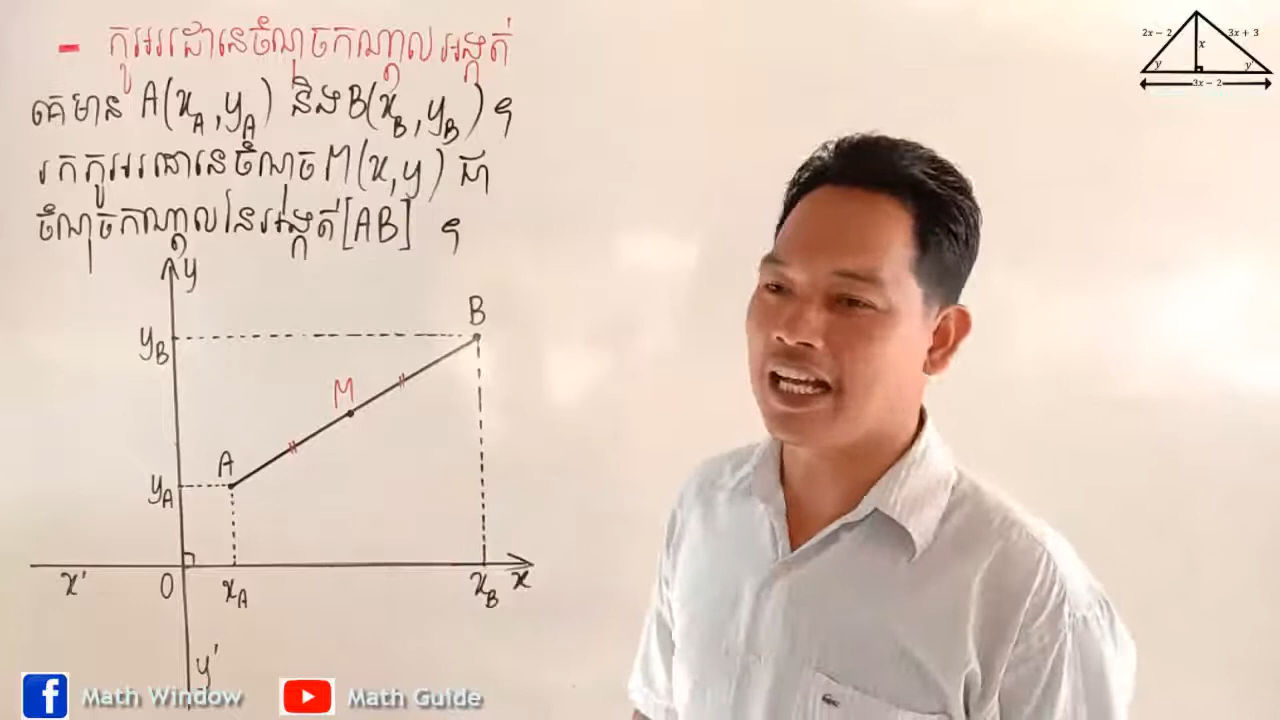 - កូអរដោនេចំណុចកណ្ដាលអង្កត់
គេមាន A(x_A , y_A) និង B(x_B , y_B) ។
រកកូអរដោនេចំណុច M(x, y) ជា
ចំណុចកណ្ដាលនៃអង្កត់ [AB] ។
y
B
y_B
M
A
y_A
x' O x_A x_B x
y'
2x − 2 3x + 3
x
y y'
3x − 2
Math Window Math Guide